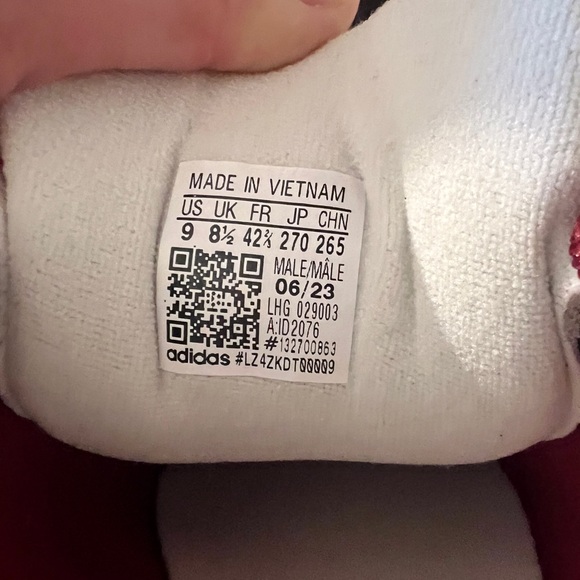 MADE IN VIETNAM
US UK FR JP CHN
9 8½ 42⅔ 270 265
MALE/MÂLE
06/23
LHG 029003
A:ID2076
#132700863
adidas #LZ4ZKDT00009